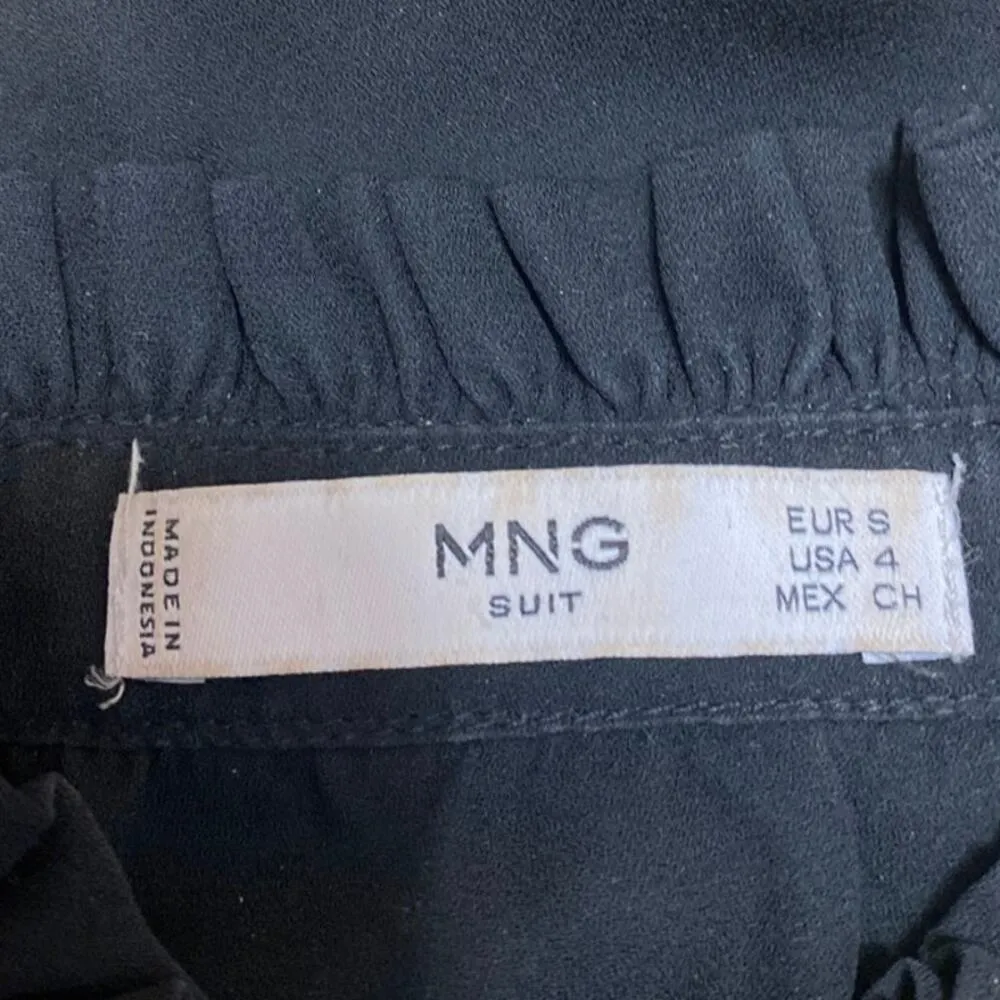 MADE IN
INDONESIA
MNG
SUIT
EUR S
USA 4
MEX CH